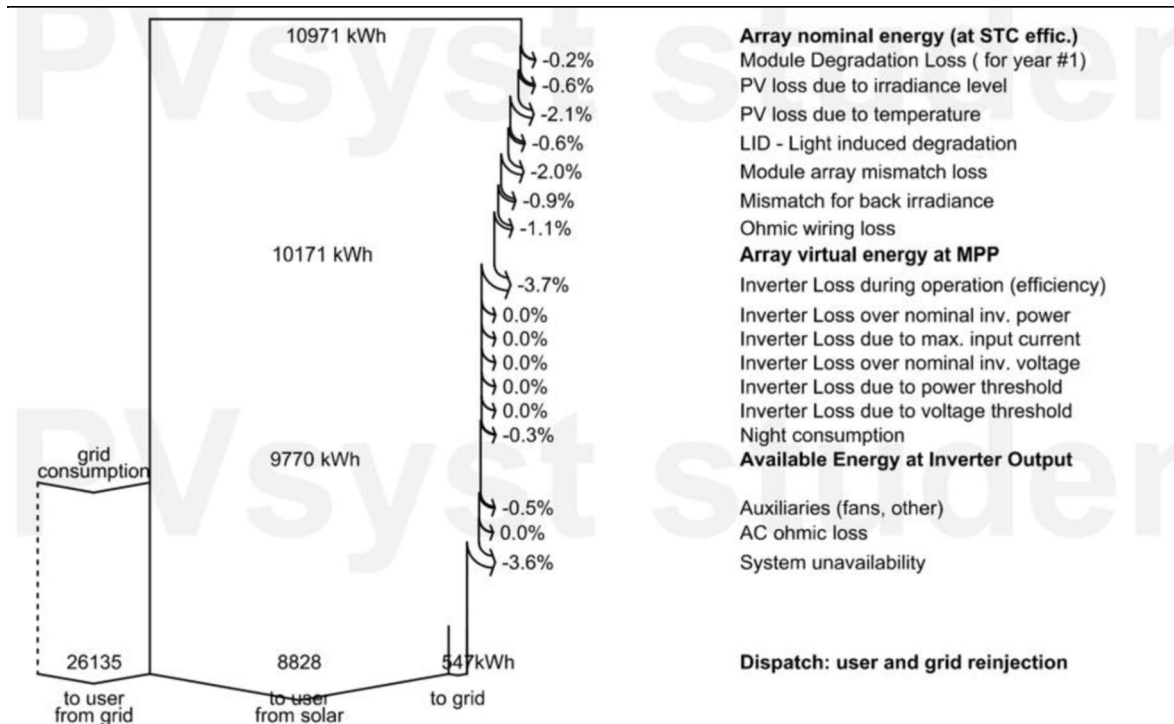 10971 kWh Array nominal energy (at STC effic.)
-0.2% Module Degradation Loss ( for year #1)
-0.6% PV loss due to irradiance level
-2.1% PV loss due to temperature
-0.6% LID - Light induced degradation
-2.0% Module array mismatch loss
-0.9% Mismatch for back irradiance
-1.1% Ohmic wiring loss
10171 kWh Array virtual energy at MPP
-3.7% Inverter Loss during operation (efficiency)
0.0% Inverter Loss over nominal inv. power
0.0% Inverter Loss due to max. input current
0.0% Inverter Loss over nominal inv. voltage
0.0% Inverter Loss due to power threshold
0.0% Inverter Loss due to voltage threshold
-0.3% Night consumption
grid
consumption
9770 kWh Available Energy at Inverter Output
-0.5% Auxiliaries (fans, other)
0.0% AC ohmic loss
-3.6% System unavailability
26135 8828 547kWh Dispatch: user and grid reinjection
to user
from grid
to user
from solar
to grid
PVsyst studen
PVsyst studen